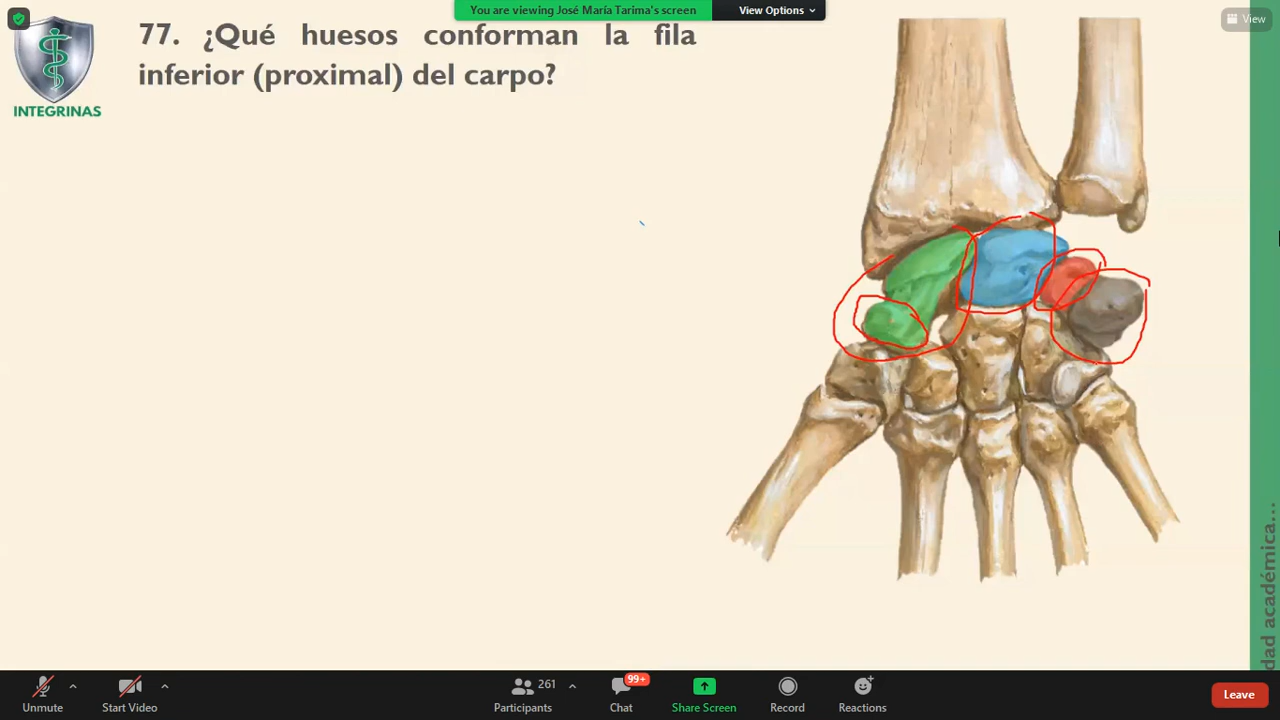 You are viewing José María Tarima's screen
View Options
View
INTEGRINAS
77. ¿Qué huesos conforman la fila
inferior (proximal) del carpo?
dad académica...
Unmute
Start Video
261
Participants
99+
Chat
Share Screen
Record
Reactions
Leave